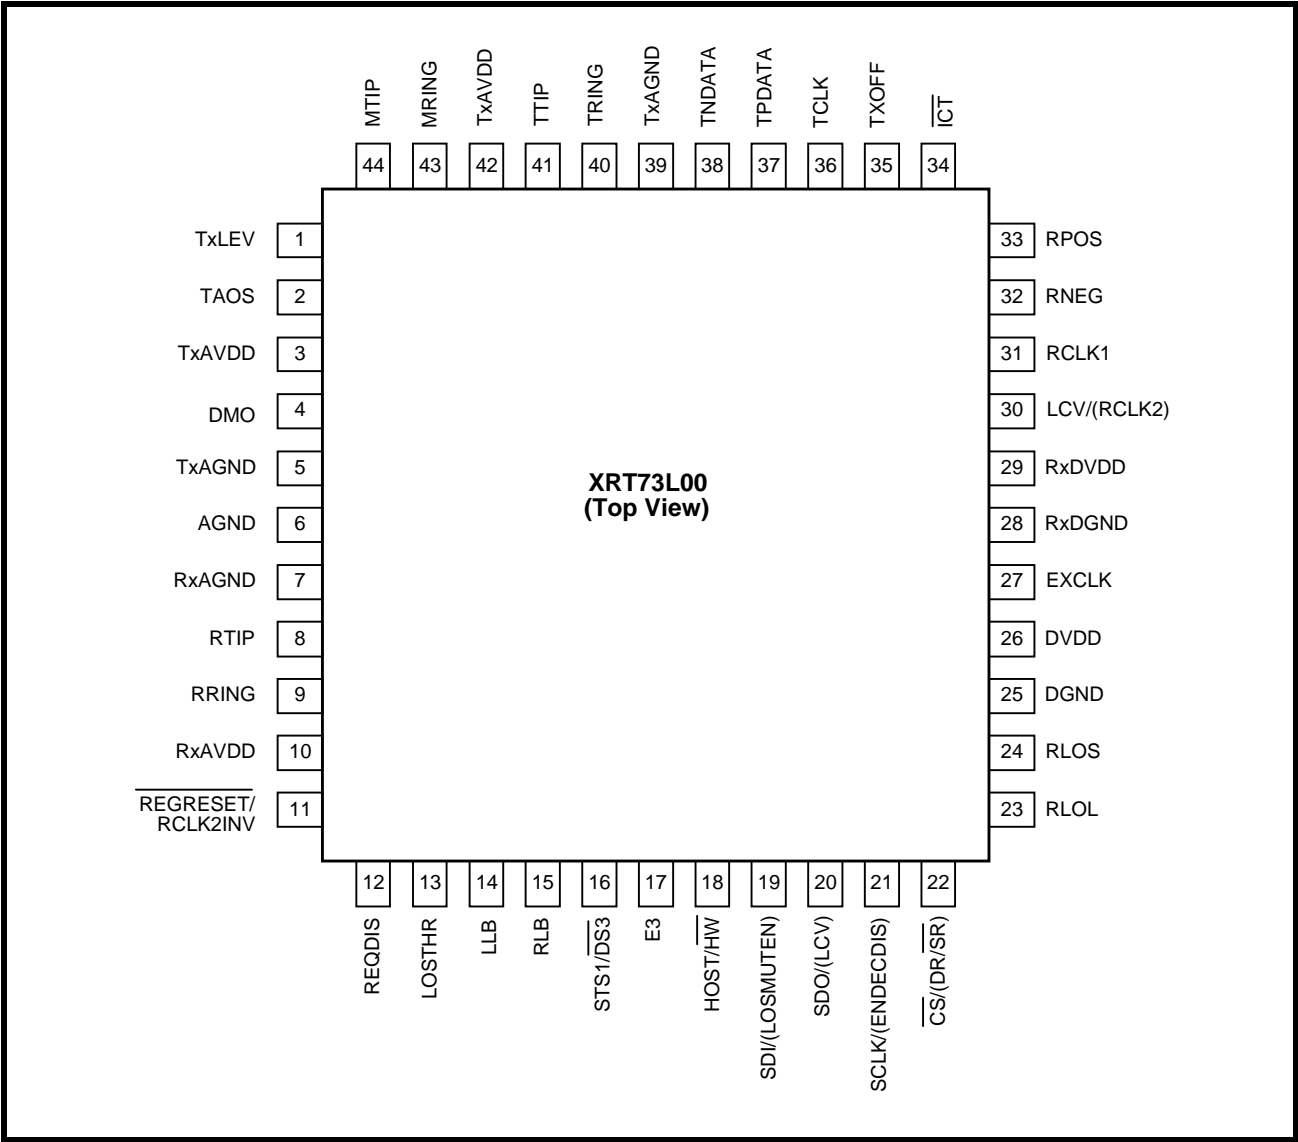 MTIP
MRING
TxAVDD
TTIP
TRING
TxAGND
TNDATA
TPDATA
TCLK
TXOFF
ICT
44
43
42
41
40
39
38
37
36
35
34
TxLEV 1
TAOS 2
TxAVDD 3
DMO 4
TxAGND 5
AGND 6
RxAGND 7
RTIP 8
RRING 9
RxAVDD 10
REGRESET/
RCLK2INV
11
XRT73L00
(Top View)
33 RPOS
32 RNEG
31 RCLK1
30 LCV/(RCLK2)
29 RxDVDD
28 RxDGND
27 EXCLK
26 DVDD
25 DGND
24 RLOS
23 RLOL
12
13
14
15
16
17
18
19
20
21
22
REQDIS
LOSTHR
LLB
RLB
STS1/DS3
E3
HOST/HW
SDI/(LOSMUTEN)
SDO/(LCV)
SCLK/(ENDECDIS)
CS/(DR/SR)